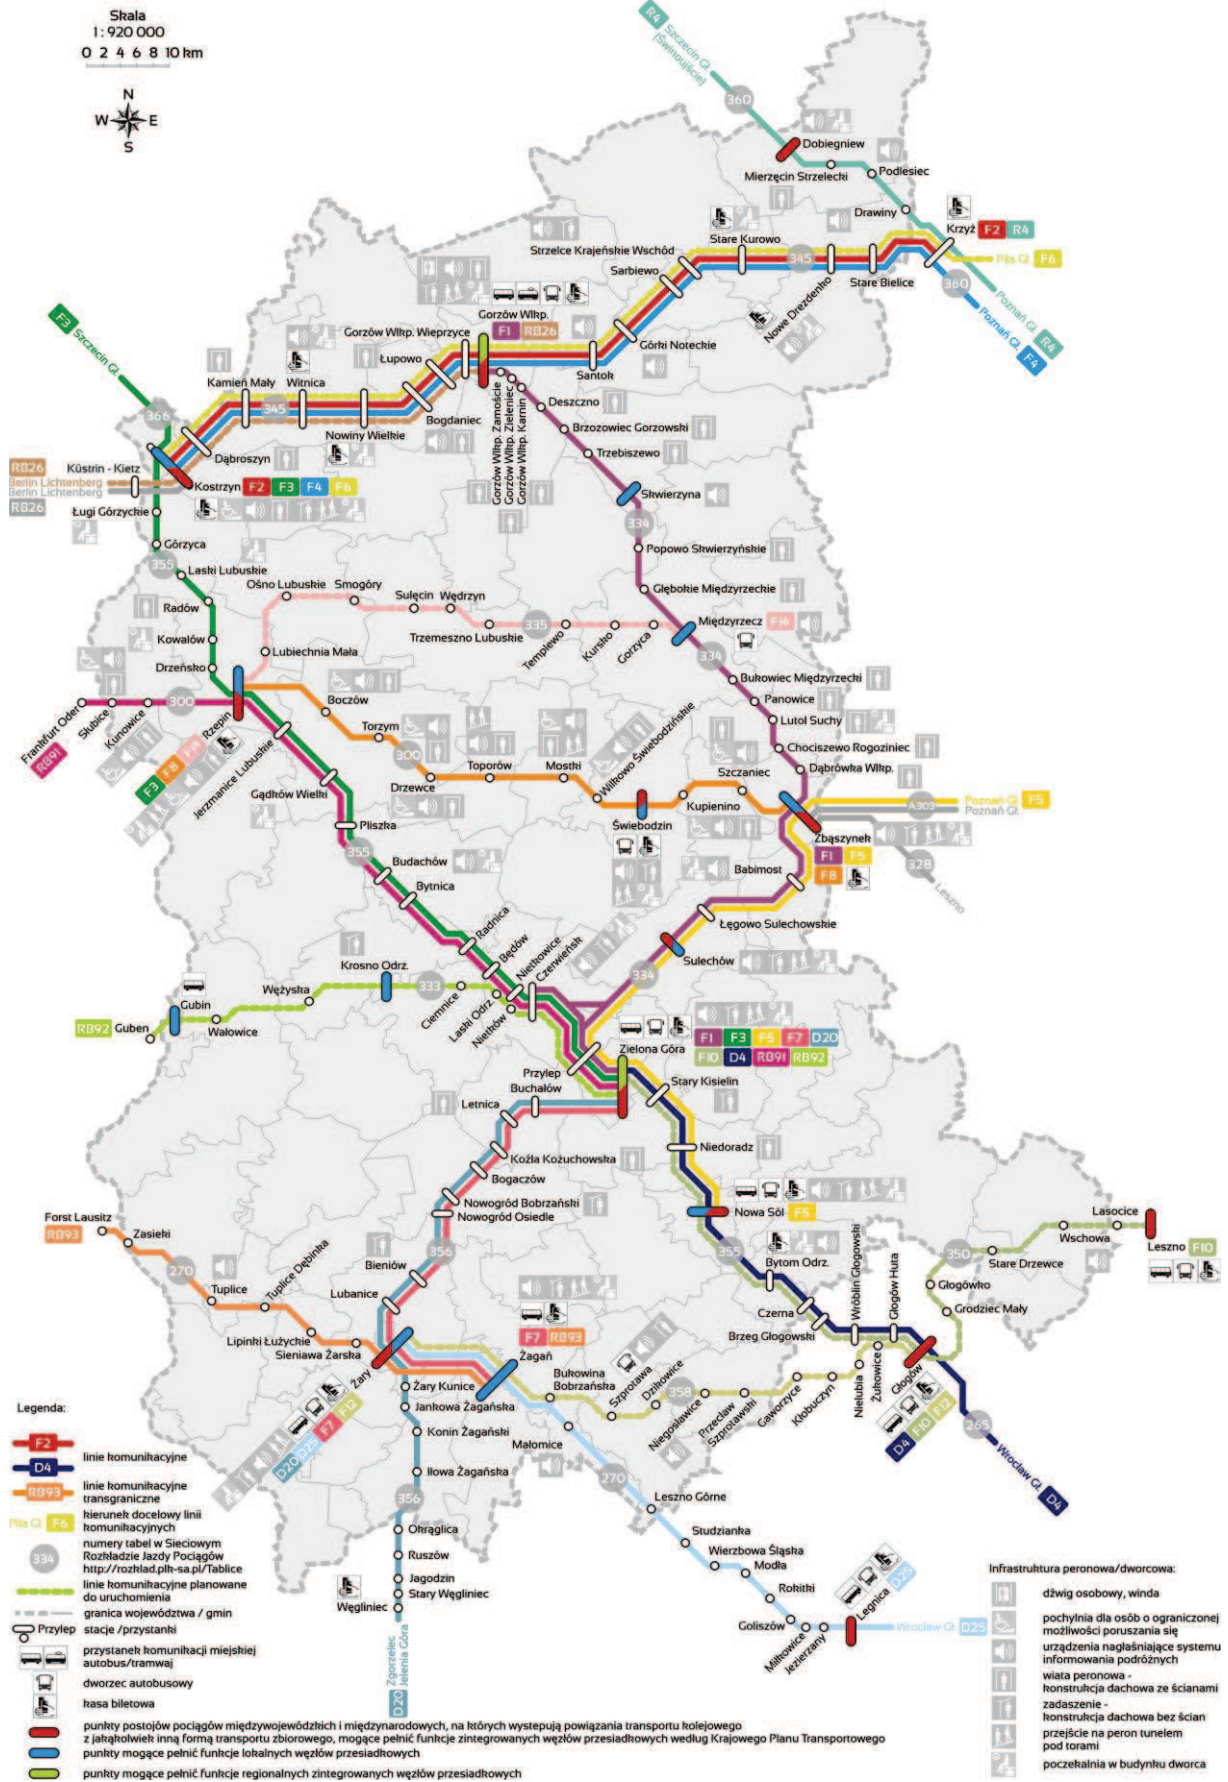 Skala
1: 920 000
0 2 4 6 8 10 km
N
W E
S
R4 Szczecin Gł.
(Świnoujście)
360
Dobiegniew
Mierzęcin Strzelecki
Podlesiec
Drawiny
Krzyż F2 R4
Piła Gł. F6
360
Poznań Gł. R4
Poznań Gł. F4
Stare Kurowo
Strzelce Krajeńskie Wschód
345
Sarbiewo
Nowe Drezdenko
Stare Bielice
Górki Noteckie
Santok
Gorzów Wlkp.
F1 RB26
Gorzów Wlkp. Wieprzyce
Łupowo
Bogdaniec
F3 Szczecin Gł.
Kamień Mały
Witnica
345
Nowiny Wielkie
366
Dąbroszyn
RB26
Küstrin - Kietz
Berlin Lichtenberg
Berlin Lichtenberg
RB26
Kostrzyn F2 F3 F4 F6
Gorzów Wlkp. Zamoście
Gorzów Wlkp. Zieleniec
Gorzów Wlkp. Karnin
Deszczno
Brzozowiec Gorzowski
Trzebiszewo
Skwierzyna
334
Popowo Skwierzyńskie
Głębokie Międzyrzeckie
Międzyrzecz F14
334
Ługi Górzyckie
Górzyca
355
Laski Lubuskie
Radów
Kowalów
Drzeńsko
Ośno Lubuskie
Smogóry
Sulęcin
Wędrzyn
Trzemeszno Lubuskie
335
Templewo
Kursko
Gorzyca
Lubiechnia Mała
Bukowiec Międzyrzecki
Panowice
Lutol Suchy
Chociszewo Rogoziniec
Dąbrówka Wlkp.
Frankfurt Oder
RB91
Słubice
Kunowice
300
Rzepin
F3 F8 F14
Boczów
Torzym
300
Drzewce
Toporów
Mostki
Wilkowo Świebodzińskie
Świebodzin
Kupienino
Szczaniec
Zbąszynek
F1 F5
F8
Poznań Gł. F5
Poznań Gł.
A303
328
Leszno
Jerzmanice Lubuskie
Gądków Wielki
Pliszka
355
Budachów
Bytnica
Radnica
Będów
Nietkowice
Czerwieńsk
Babimost
Łęgowo Sulechowskie
Sulechów
334
Krosno Odrz.
333
Ciemnice
Laski Odrz.
Nietków
Wężyska
Gubin
Wałowice
RB92 Guben
Zielona Góra
F1 F3 F5 F7 D20
F10 D4 RB91 RB92
Przylep
Stary Kisielin
Buchałów
Letnica
Niedoradz
Koźla Kożuchowska
Bogaczów
Nowogród Bobrzański
Nowogród Osiedle
Nowa Sól F5
356
Bieniów
Lubanice
355
Bytom Odrz.
Czerna
Brzeg Głogowski
Wróblin Głogowski
Głogów Huta
Forst Lausitz
RB93
Zasieki
270
Tuplice
Tuplice Dębinka
Lipinki Łużyckie
Sieniawa Żarska
Żary
D20 D25 F7 F12
F7 RB93
Żagań
Bukowina
Bobrzańska
Szprotawa
Dzikowice
358
Niegosławice
Przecław
Szprotawski
Gaworzyce
Kłobuczyn
Nielubia
Żukowice
Głogów
D4 F10 F12
350
Głogówko
Grodziec Mały
Stare Drzewce
Wschowa
Lasocice
Leszno F10
265
Wrocław Gł. D4
Żary Kunice
Jankowa Żagańska
Konin Żagański
Iłowa Żagańska
356
Okrąglica
Ruszów
Jagodzin
Stary Węgliniec
Węgliniec
D20 Zgorzelec
Jelenia Góra
Małomice
270
Leszno Górne
Studzianka
Wierzbowa Śląska
Modła
Rokitki
Goliszów
Miłkowice
Jezierzany
Legnica D25
Wrocław Gł. D25
Legenda:
F2
D4
linie komunikacyjne
RB93 linie komunikacyjne
transgraniczne
Piła Gł. F6 kierunek docelowy linii
komunikacyjnych
334 numery tabel w Sieciowym
Rozkładzie Jazdy Pociągów
http://rozklad.plk-sa.pl/Tablice
linie komunikacyjne planowane
do uruchomienia
granica województwa / gmin
Przylep stacje /przystanki
przystanek komunikacji miejskiej
autobus/tramwaj
dworzec autobusowy
kasa biletowa
punkty postojów pociągów międzywojewódzkich i międzynarodowych, na których wystepują powiązania transportu kolejowego
z jakąkolwiek inną formą transportu zbiorowego, mogące pełnić funkcje zintegrowanych węzłów przesiadkowych według Krajowego Planu Transportowego
punkty mogące pełnić funkcje lokalnych węzłów przesiadkowych
punkty mogące pełnić funkcje regionalnych zintegrowanych węzłów przesiadkowych
Infrastruktura peronowa/dworcowa:
dźwig osobowy, winda
pochylnia dla osób o ograniczonej
możliwości poruszania się
urządzenia nagłaśniające systemu
informowania podróżnych
wiata peronowa -
konstrukcja dachowa ze ścianami
zadaszenie -
konstrukcja dachowa bez ścian
przejście na peron tunelem
pod torami
poczekalnia w budynku dworca